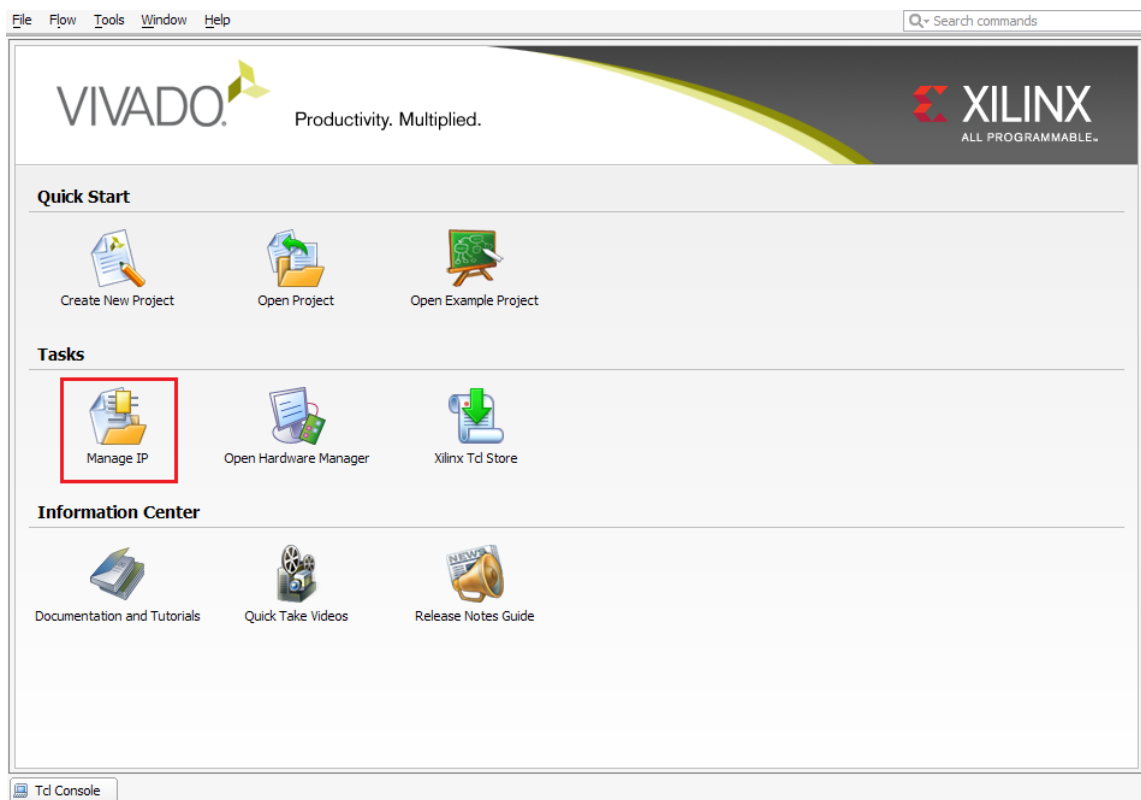 File Flow Tools Window Help
Search commands
VIVADO.
Productivity. Multiplied.
XILINX
ALL PROGRAMMABLE™
Quick Start
Create New Project
Open Project
Open Example Project
Tasks
Manage IP
Open Hardware Manager
Xilinx Tcl Store
Information Center
NEWS
Documentation and Tutorials
Quick Take Videos
Release Notes Guide
Tcl Console